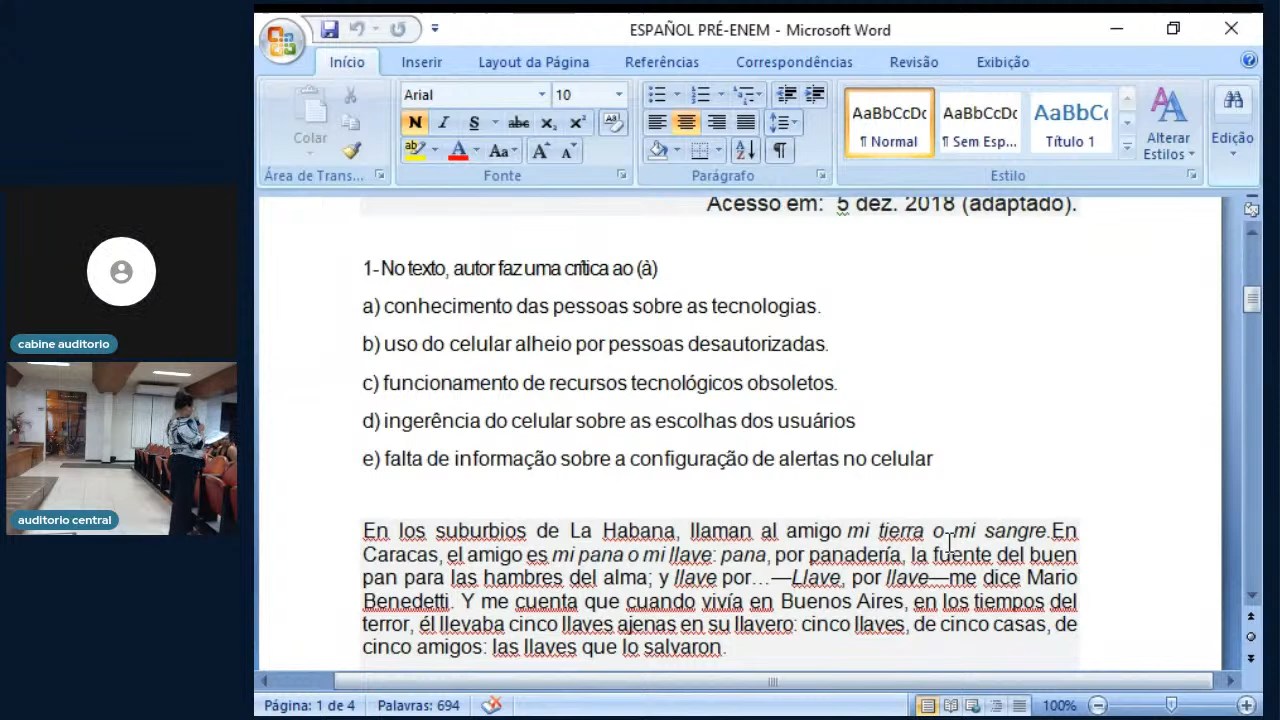 ESPAÑOL PRÉ-ENEM - Microsoft Word
Início Inserir Layout da Página Referências Correspondências Revisão Exibição
Colar
Área de Trans...
Arial 10
N I S abc X₂ X² Aa
ab A Aa A A
Fonte
Parágrafo
AaBbCcDc AaBbCcDc AaBbCc
¶ Normal ¶ Sem Esp... Título 1
Alterar Estilos
Estilo
Edição
Acesso em: 5 dez. 2018 (adaptado).
1- No texto, autor faz uma crítica ao (à)
a) conhecimento das pessoas sobre as tecnologias.
b) uso do celular alheio por pessoas desautorizadas.
c) funcionamento de recursos tecnológicos obsoletos.
d) ingerência do celular sobre as escolhas dos usuários
e) falta de informação sobre a configuração de alertas no celular
En los suburbios de La Habana, llaman al amigo mi tierra o mi sangre.En
Caracas, el amigo es mi pana o mi llave: pana, por panadería, la fuente del buen
pan para las hambres del alma; y llave por...—Llave, por llave—me dice Mario
Benedetti. Y me cuenta que cuando vivía en Buenos Aires, en los tiempos del
terror, él llevaba cinco llaves ajenas en su llavero: cinco llaves, de cinco casas, de
cinco amigos: las llaves que lo salvaron.
cabine auditorio
auditorio central
Página: 1 de 4 Palavras: 694 100%